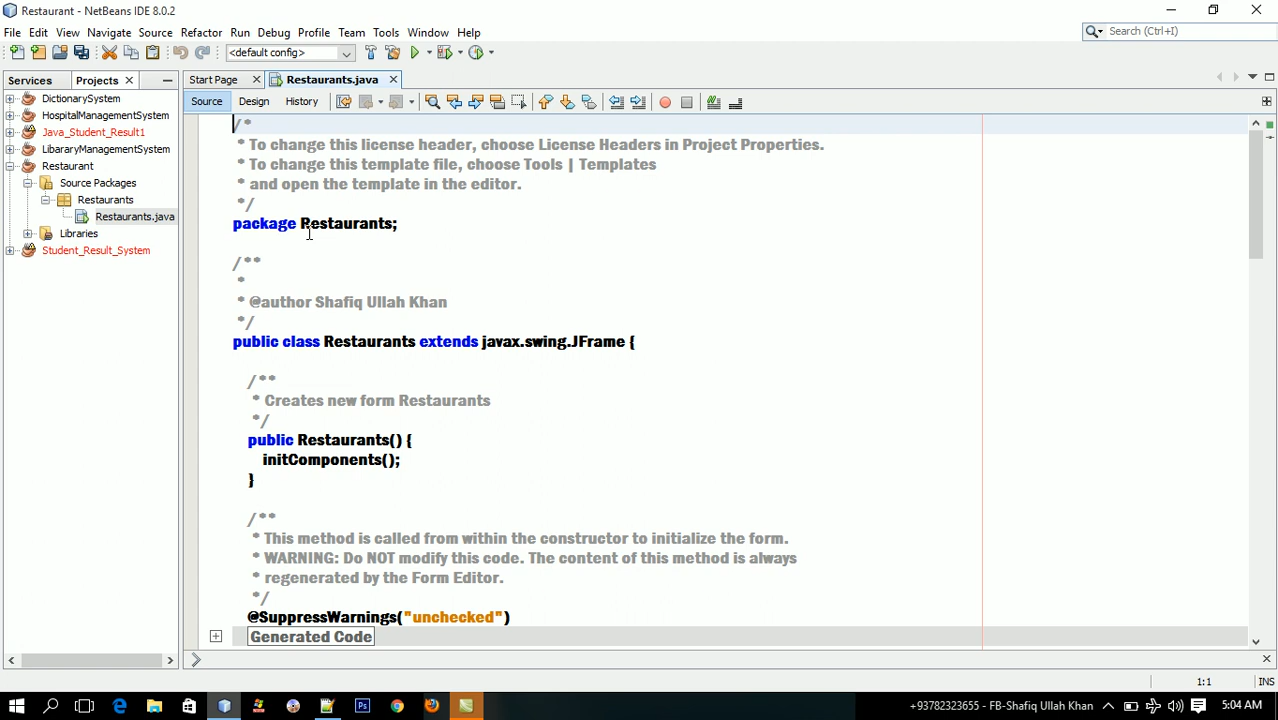 Restaurant - NetBeans IDE 8.0.2
File Edit View Navigate Source Refactor Run Debug Profile Team Tools Window Help
Search (Ctrl+I)
<default config>
Services Projects
Start Page Restaurants.java
Source Design History
DictionarySystem
HospitalManagementSystem
Java_Student_Result1
LibararyManagementSystem
Restaurant
Source Packages
Restaurants
Restaurants.java
Libraries
Student_Result_System
/*
* To change this license header, choose License Headers in Project Properties.
* To change this template file, choose Tools | Templates
* and open the template in the editor.
*/
package Restaurants;
/**
*
* @author Shafiq Ullah Khan
*/
public class Restaurants extends javax.swing.JFrame {
/**
* Creates new form Restaurants
*/
public Restaurants() {
initComponents();
}
/**
* This method is called from within the constructor to initialize the form.
* WARNING: Do NOT modify this code. The content of this method is always
* regenerated by the Form Editor.
*/
@SuppressWarnings("unchecked")
Generated Code
1:1 INS
Ps
+93782323655 - FB-Shafiq Ullah Khan
5:04 AM